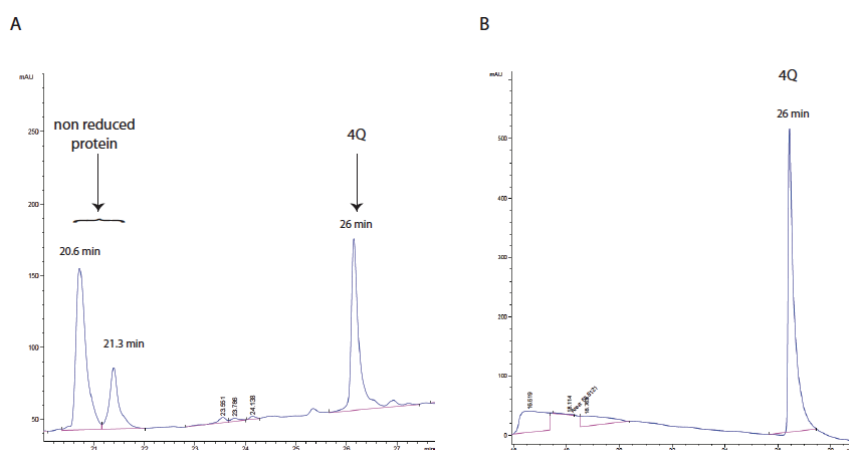 A
B
mAU
mAU
4Q
non reduced
protein
4Q
26 min
26 min
20.6 min
21.3 min
250
200
150
100
50
500
400
300
200
100
0
23.551
23.786
24.138
21
22
23
24
25
26
27